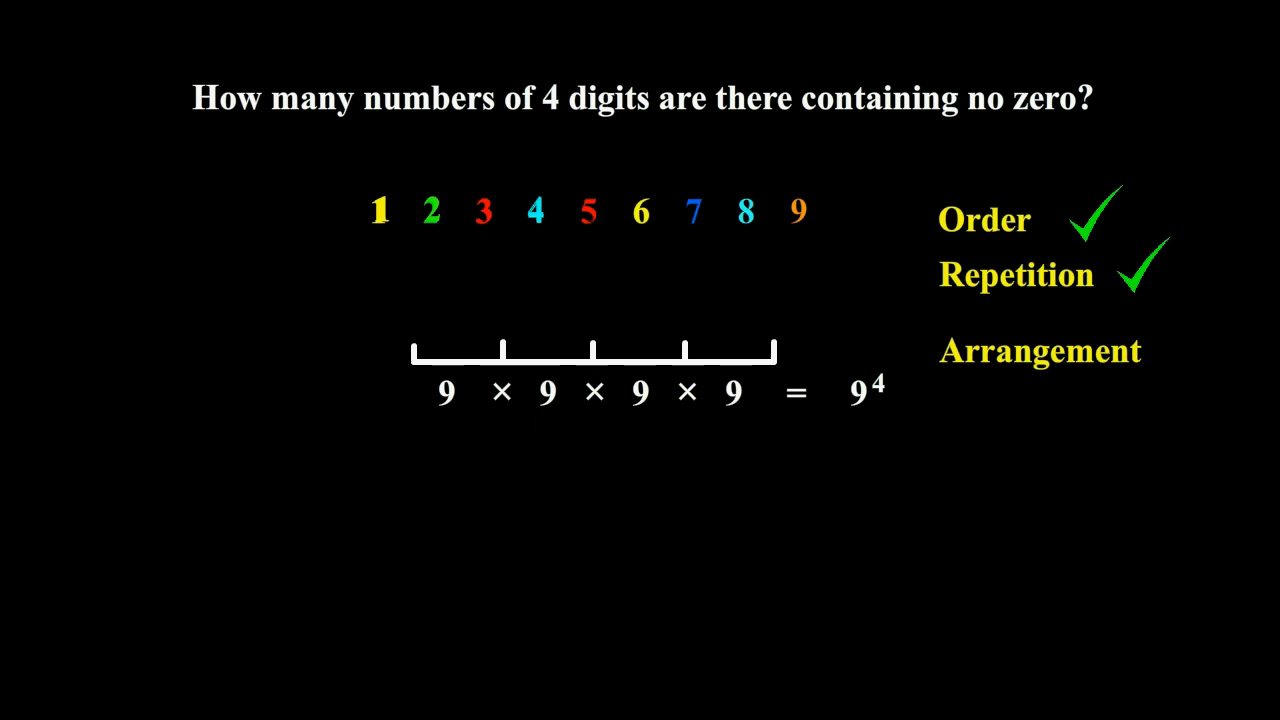 How many numbers of 4 digits are there containing no zero?
1 2 3 4 5 6 7 8 9
Order
Repetition
Arrangement
9 × 9 × 9 × 9 = 9⁴